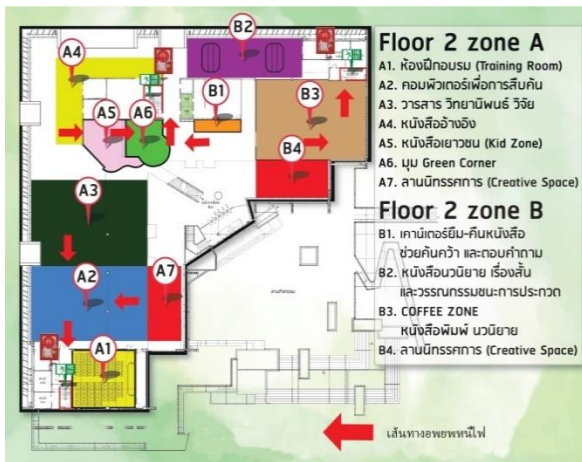 A4
B2
B1
B3
A5
A6
B4
A3
A2
A7
A1
Floor 2 zone A
A1. ห้องฝึกอบรม (Training Room)
A2. คอมพิวเตอร์เพื่อการสืบค้น
A3. วารสาร วิทยานิพนธ์ วิจัย
A4. หนังสืออ้างอิง
A5. หนังสือเยาวชน (Kid Zone)
A6. มุม Green Corner
A7. ลานนิทรรศการ (Creative Space)
Floor 2 zone B
B1. เคาน์เตอร์ยืม-คืนหนังสือ
ช่วยค้นคว้า และตอบคำถาม
B2. หนังสือนวนิยาย เรื่องสั้น
และวรรณกรรมชนะการประกวด
B3. COFFEE ZONE
หนังสือพิมพ์ นวนิยาย
B4. ลานนิทรรศการ (Creative Space)
เส้นทางอพยพหนีไฟ